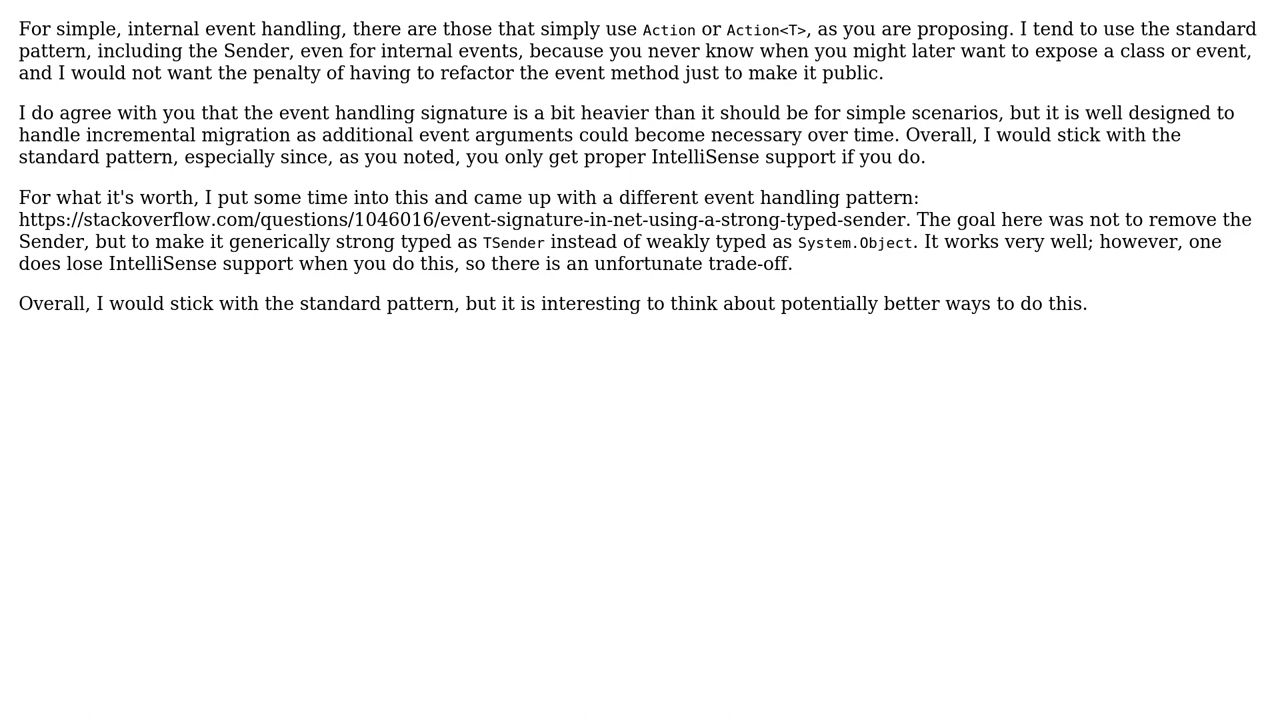 For simple, internal event handling, there are those that simply use Action or Action<T>, as you are proposing. I tend to use the standard
pattern, including the Sender, even for internal events, because you never know when you might later want to expose a class or event,
and I would not want the penalty of having to refactor the event method just to make it public.
I do agree with you that the event handling signature is a bit heavier than it should be for simple scenarios, but it is well designed to
handle incremental migration as additional event arguments could become necessary over time. Overall, I would stick with the
standard pattern, especially since, as you noted, you only get proper IntelliSense support if you do.
For what it's worth, I put some time into this and came up with a different event handling pattern:
https://stackoverflow.com/questions/1046016/event-signature-in-net-using-a-strong-typed-sender. The goal here was not to remove the
Sender, but to make it generically strong typed as TSender instead of weakly typed as System.Object. It works very well; however, one
does lose IntelliSense support when you do this, so there is an unfortunate trade-off.
Overall, I would stick with the standard pattern, but it is interesting to think about potentially better ways to do this.